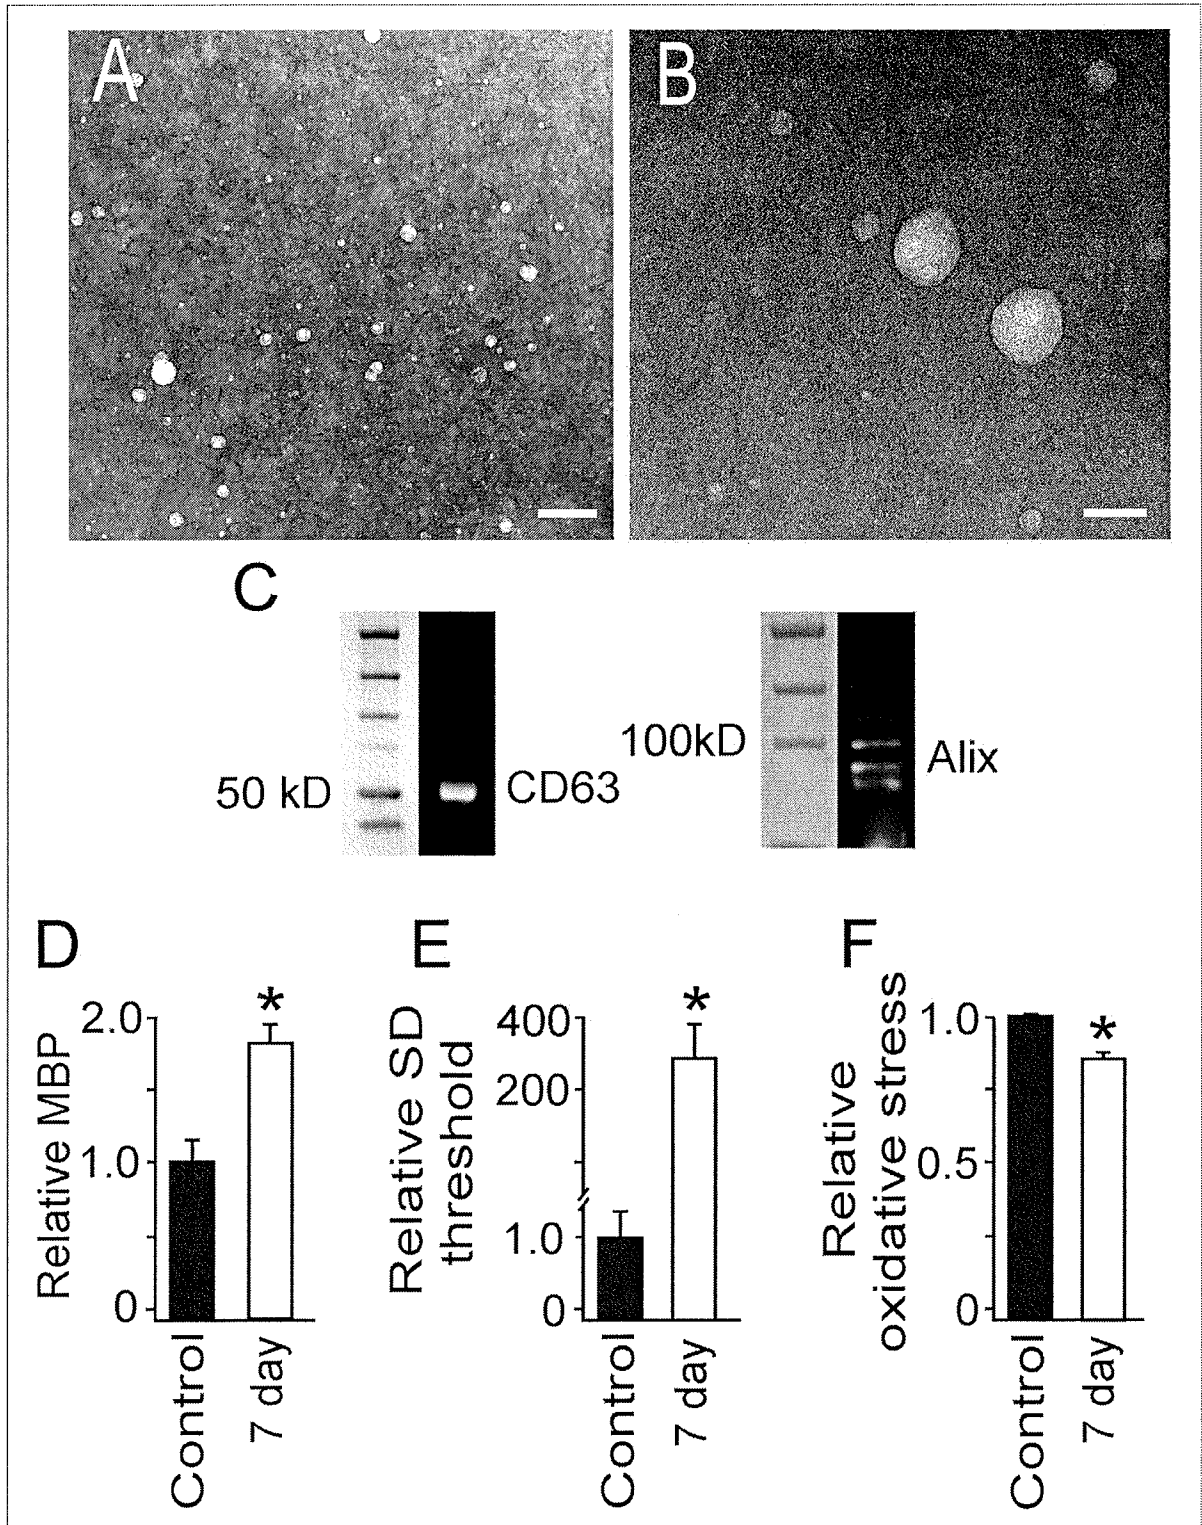 A
B
C
50 kD
CD63
100kD
Alix
D
Relative MBP
2.0
1.0
0
*
Control
7 day
E
Relative SD
threshold
400
200
1.0
0
*
Control
7 day
F
Relative
oxidative stress
1.0
0.5
0
*
Control
7 day